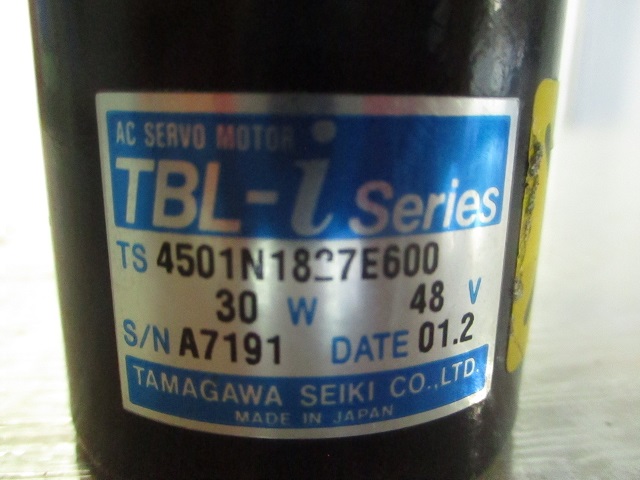 AC SERVO MOTOR
TBL-i Series
TS 4501N1827E600
30 W 48 V
S/N A7191 DATE 01.2
TAMAGAWA SEIKI CO.,LTD.
MADE IN JAPAN